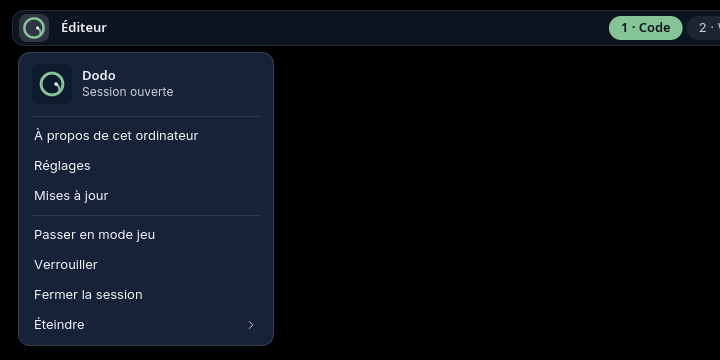 Éditeur
1 · Code
2 ·
Dodo
Session ouverte
À propos de cet ordinateur
Réglages
Mises à jour
Passer en mode jeu
Verrouiller
Fermer la session
Éteindre